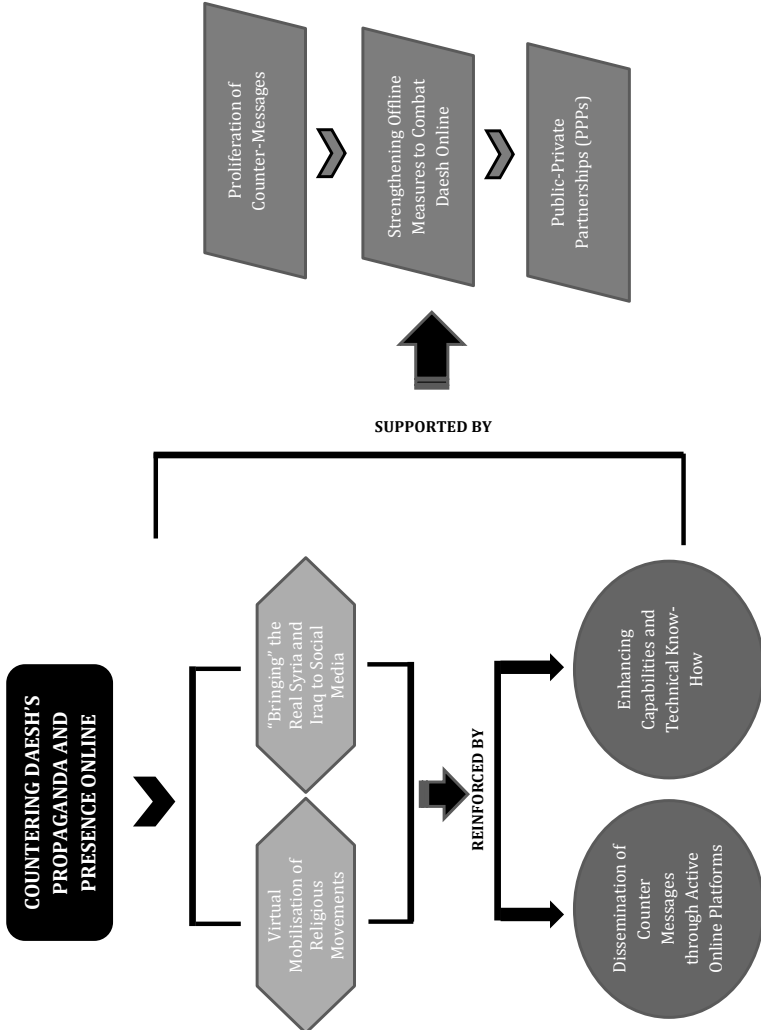 COUNTERING DAESH'S
PROPAGANDA AND
PRESENCE ONLINE
Virtual
Mobilisation of
Religious
Movements
"Bringing" the
Real Syria and
Iraq to Social
Media
REINFORCED BY
Dissemination of
Counter
Messages
through Active
Online Platforms
Enhancing
Capabilities and
Technical Know-
How
SUPPORTED BY
Proliferation of
Counter-Messages
Strengthening Offline
Measures to Combat
Daesh Online
Public-Private
Partnerships (PPPs)